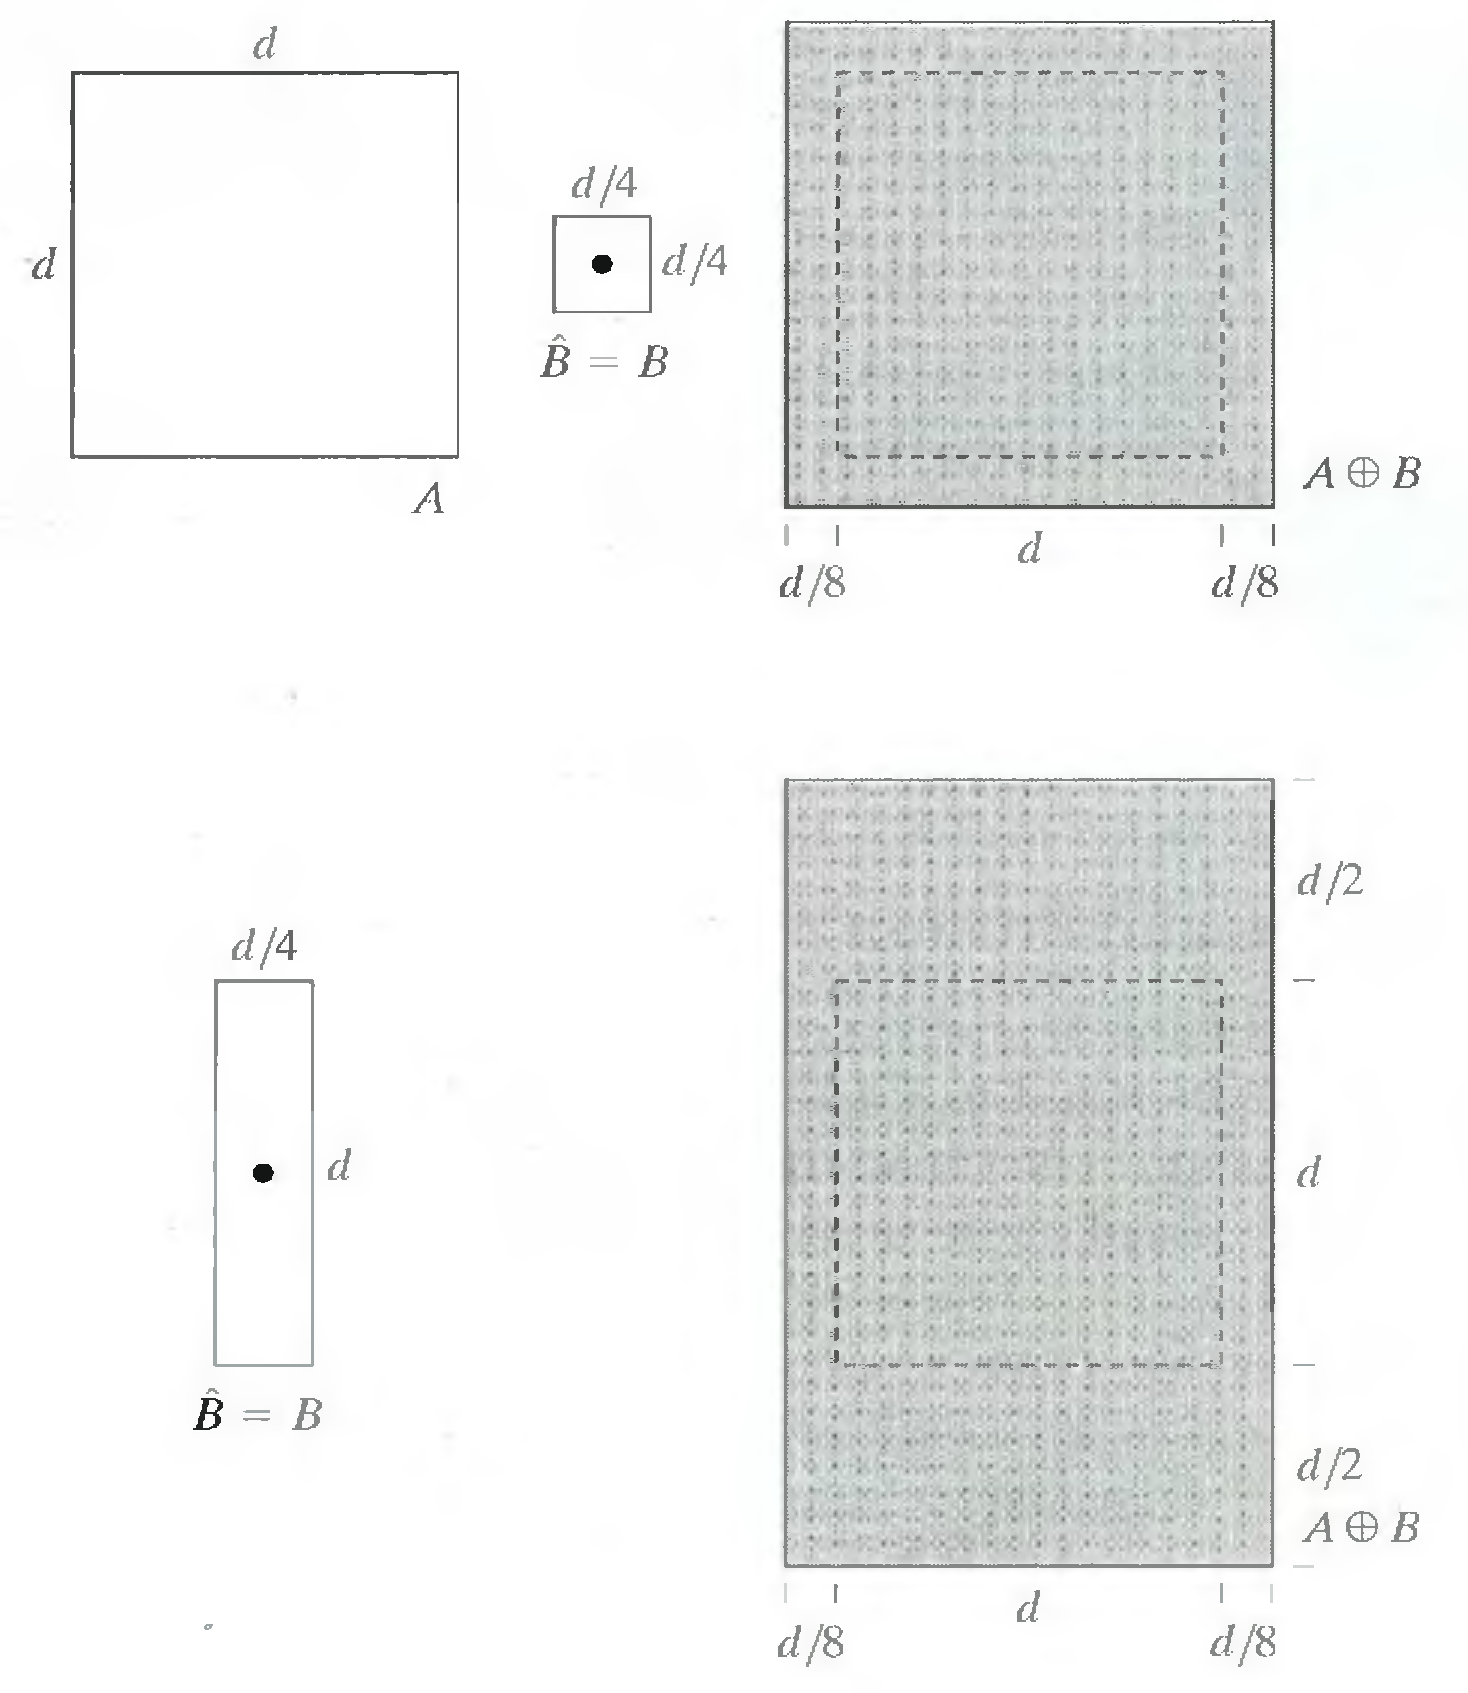 d
d
A
d/4
d/4
B̂ = B
A ⊕ B
d
d/8
d/8
d/4
d
B̂ = B
d/2
d
d/2
A ⊕ B
d
d/8
d/8